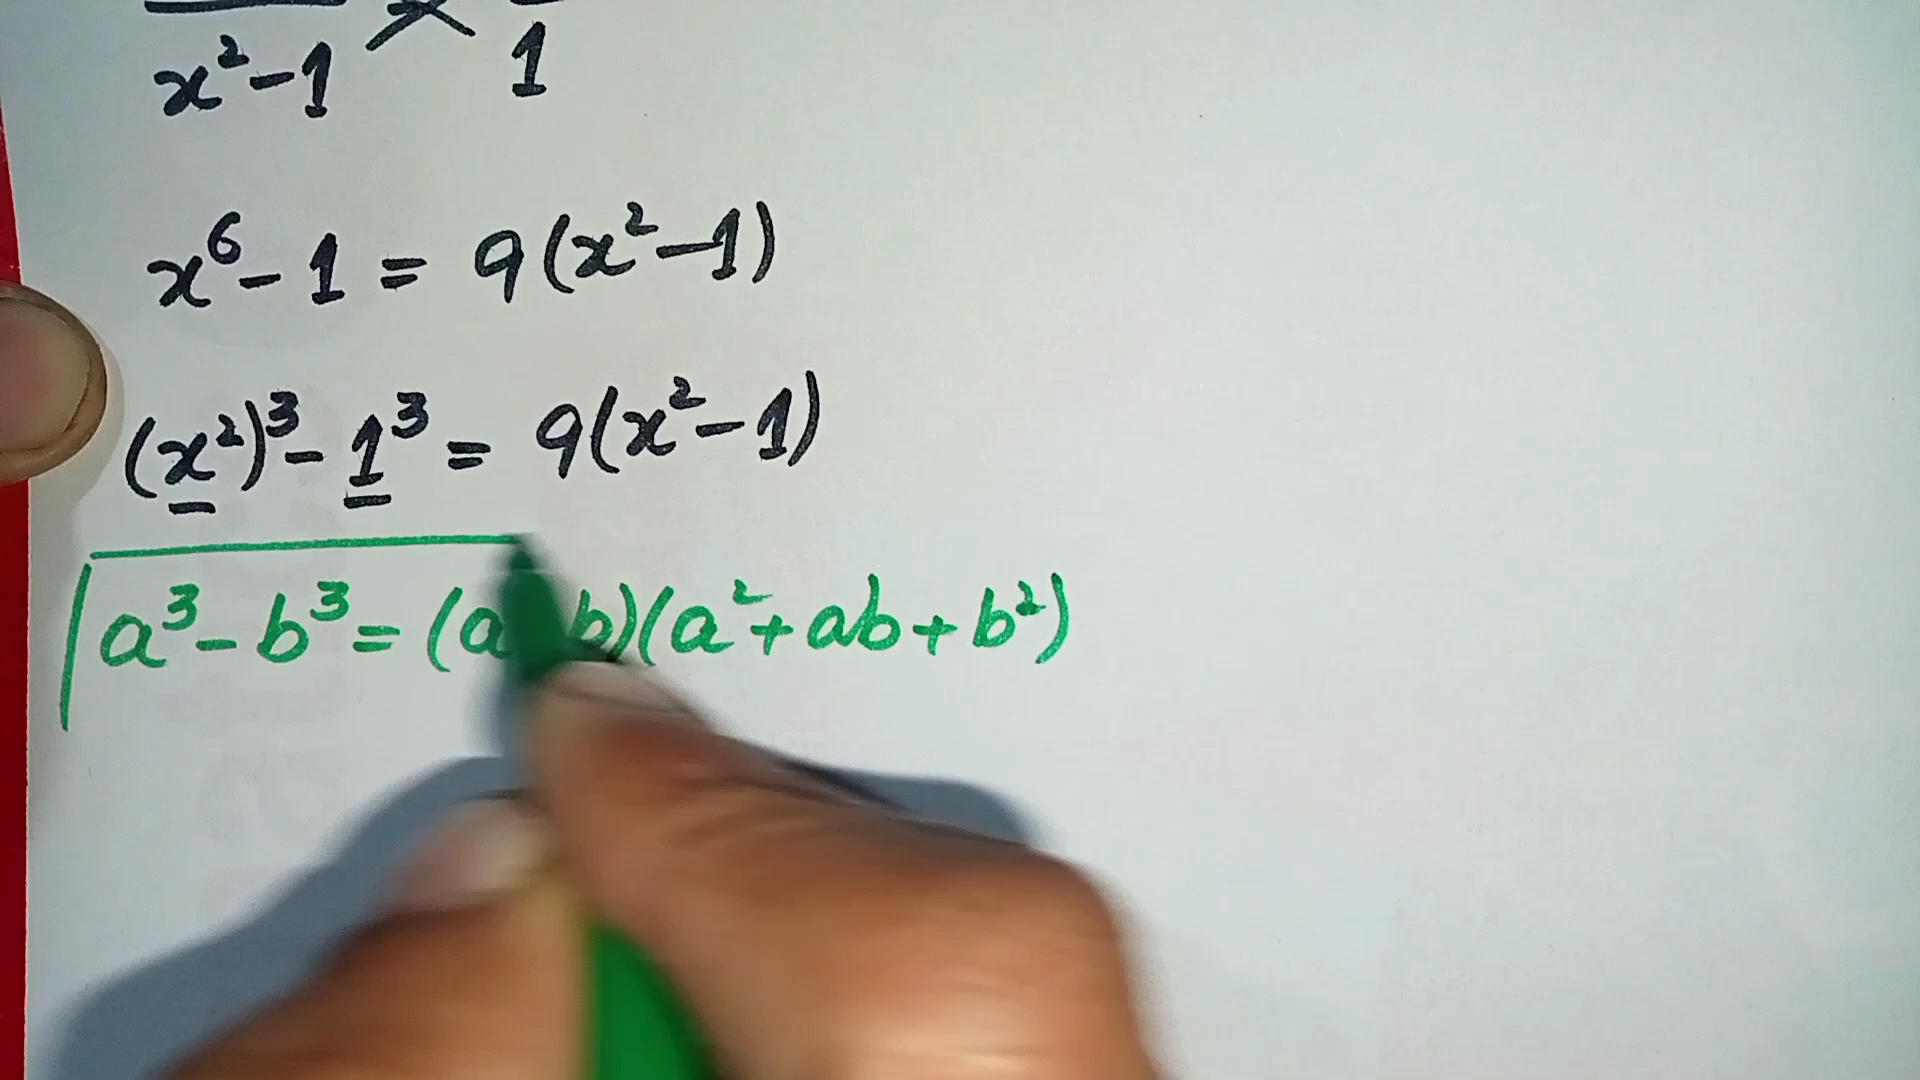 x²-1 1
x⁶-1 = 9(x²-1)
(x²)³-1³ = 9(x²-1)
a³-b³ = (a b)(a²+ab+b²)